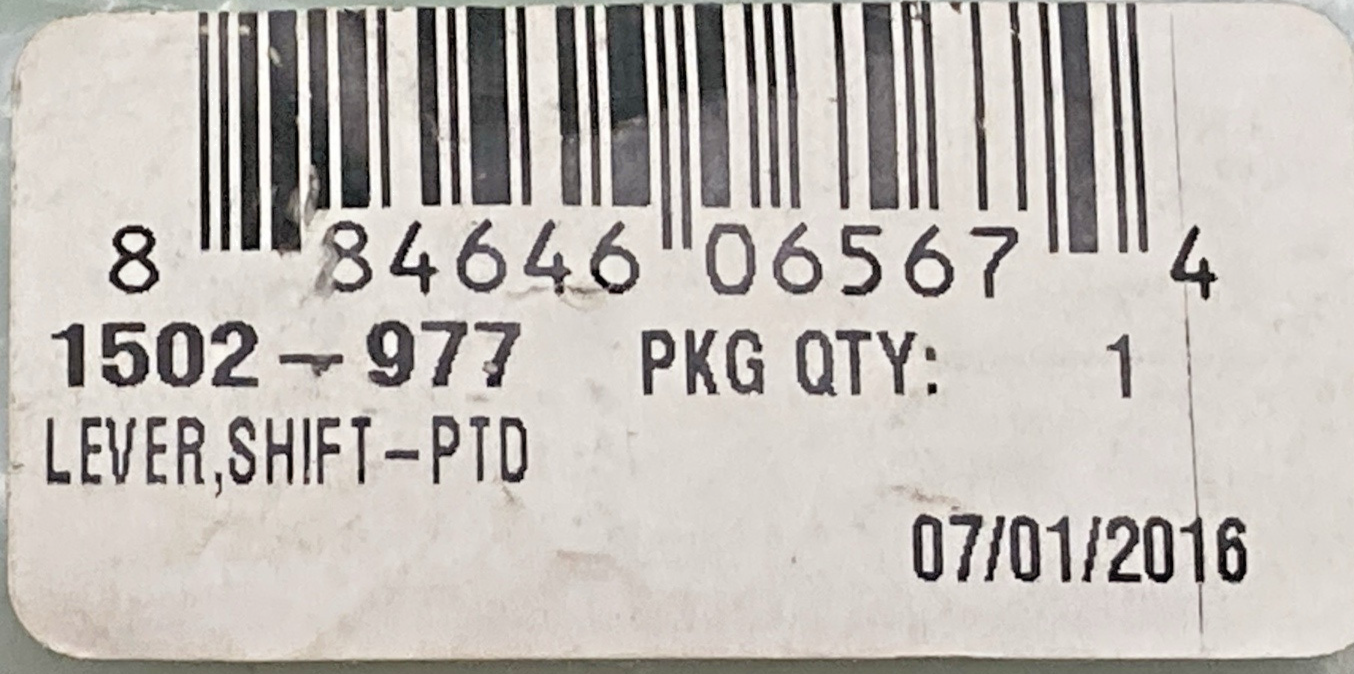 8 84646 06567 4
1502-977 PKG QTY: 1
LEVER,SHIFT-PTD
07/01/2016